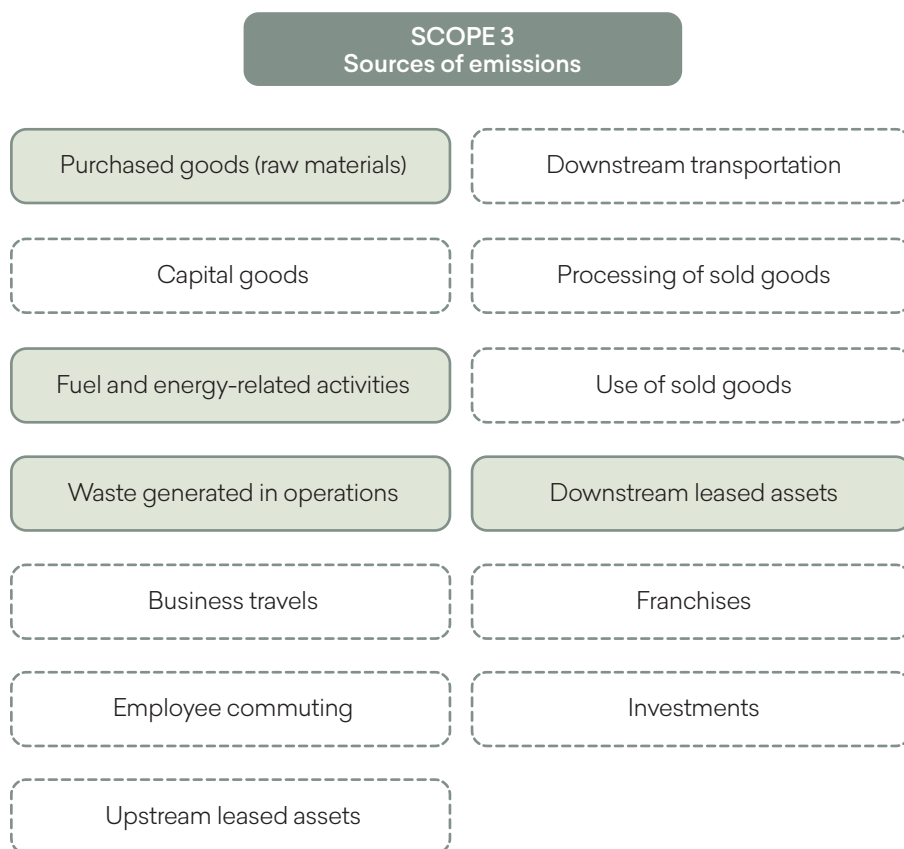 SCOPE 3
Sources of emissions
Purchased goods (raw materials)
Downstream transportation
Capital goods
Processing of sold goods
Fuel and energy-related activities
Use of sold goods
Waste generated in operations
Downstream leased assets
Business travels
Franchises
Employee commuting
Investments
Upstream leased assets